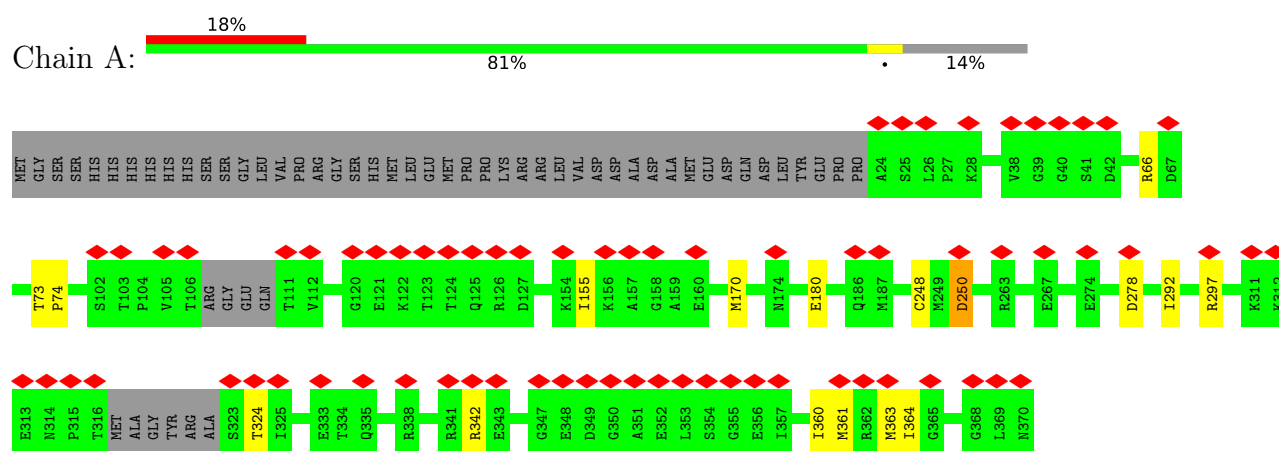 18%
Chain A:
81%
•
14%
MET GLY SER SER HIS HIS HIS HIS HIS HIS SER SER GLY LEU VAL PRO ARG GLY SER HIS MET LEU GLU MET PRO PRO LYS ARG ARG LEU VAL ASP ASP ALA ASP ALA MET GLU ASP GLN ASP LEU TYR GLU PRO PRO A24 S25 L26 P27 K28 V38 G39 G40 S41 D42 R66 D67
T73 P74 S102 T103 P104 V105 T106 ARG GLY GLU GLN T111 V112 G120 E121 K122 T123 T124 Q125 R126 D127 K154 I155 K156 A157 G158 A159 E160 M170 N174 E180 Q186 M187 C248 M249 D250 R263 E267 E274 D278 I292 R297 K311
E313 N314 P315 T316 MET ALA GLY TYR ARG ALA S323 T324 I325 E333 T334 Q335 R338 R341 R342 E343 G347 E348 D349 G350 A351 E352 L353 S354 G355 E356 I357 I360 M361 R362 M363 I364 G365 G368 L369 N370